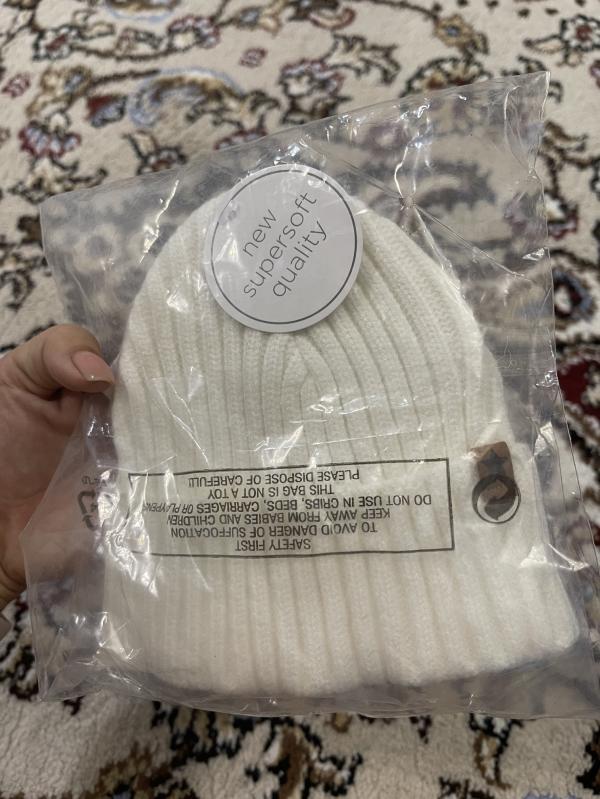 new
supersoft
quality
SAFETY FIRST
TO AVOID DANGER OF SUFFOCATION
KEEP AWAY FROM BABIES AND CHILDREN
DO NOT USE IN CRIBS, BEDS, CARRIAGES OR PLAYPENS
THIS BAG IS NOT A TOY
PLEASE DISPOSE OF CAREFULLY